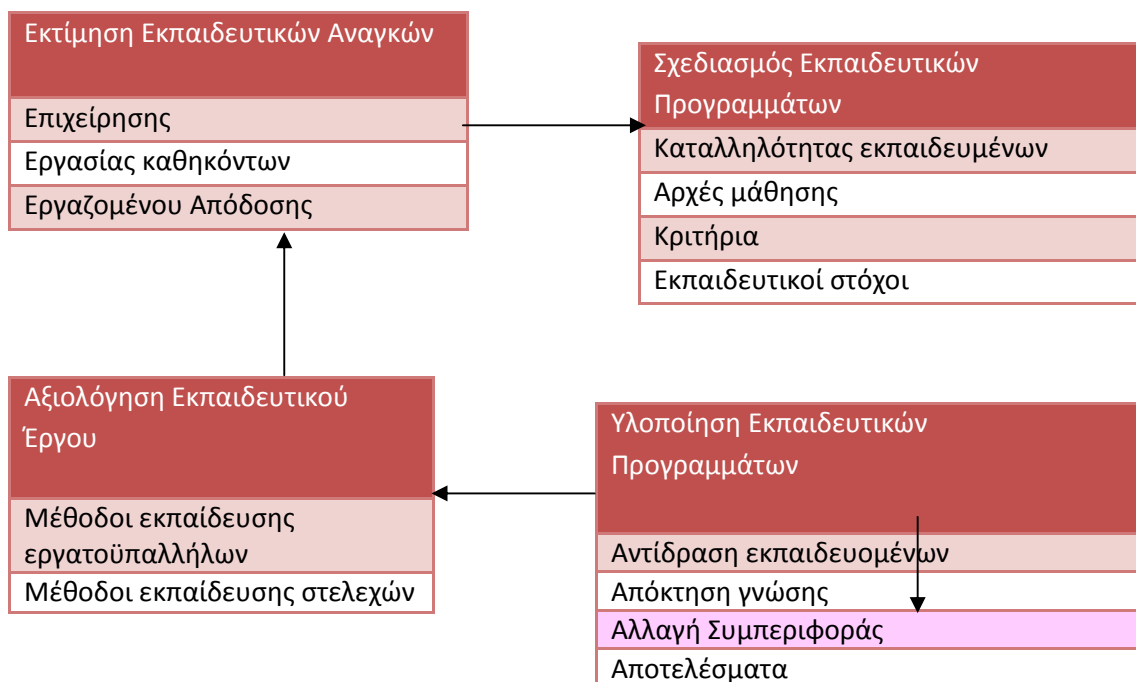 Εκτίμηση Εκπαιδευτικών Αναγκών
Επιχείρησης
Εργασίας καθηκόντων
Εργαζομένου Απόδοσης
Σχεδιασμός Εκπαιδευτικών
Προγραμμάτων
Καταλληλότητας εκπαιδευμένων
Αρχές μάθησης
Κριτήρια
Εκπαιδευτικοί στόχοι
Αξιολόγηση Εκπαιδευτικού
Έργου
Μέθοδοι εκπαίδευσης
εργατοϋπαλλήλων
Μέθοδοι εκπαίδευσης στελεχών
Υλοποίηση Εκπαιδευτικών
Προγραμμάτων
Αντίδραση εκπαιδευομένων
Απόκτηση γνώσης
Αλλαγή Συμπεριφοράς
Αποτελέσματα